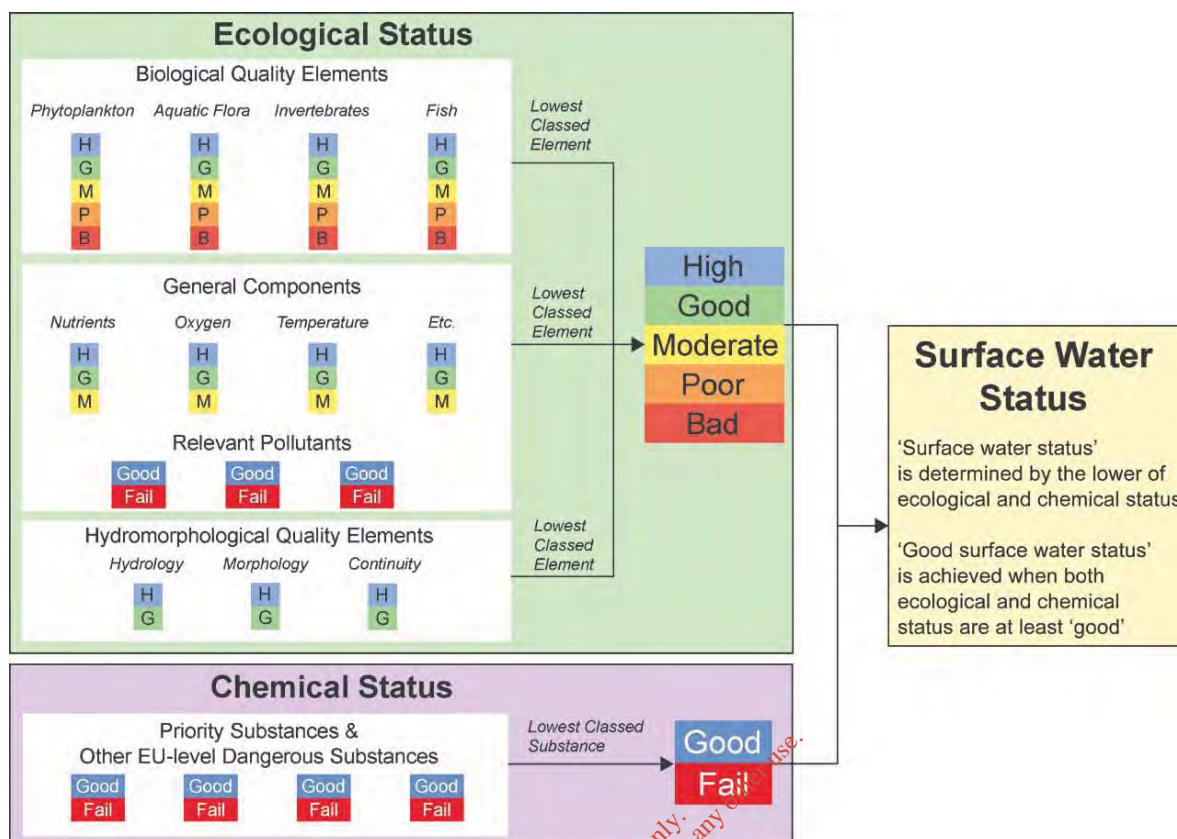 Ecological Status
Biological Quality Elements
Phytoplankton Aquatic Flora Invertebrates Fish
H H H H
G G G G
M M M M
P P P P
B B B B
Lowest
Classed
Element
General Components
Nutrients Oxygen Temperature Etc.
H H H H
G G G G
M M M M
Relevant Pollutants
Good Good Good
Fail Fail Fail
Lowest
Classed
Element
Hydromorphological Quality Elements
Hydrology Morphology Continuity
H H H
G G G
Lowest
Classed
Element
High
Good
Moderate
Poor
Bad
Chemical Status
Priority Substances &
Other EU-level Dangerous Substances
Good Good Good Good
Fail Fail Fail Fail
Lowest Classed
Substance
Good
Fail
Surface Water
Status
‘Surface water status’
is determined by the lower of
ecological and chemical status
‘Good surface water status’
is achieved when both
ecological and chemical
status are at least ‘good’
only.
any other use.